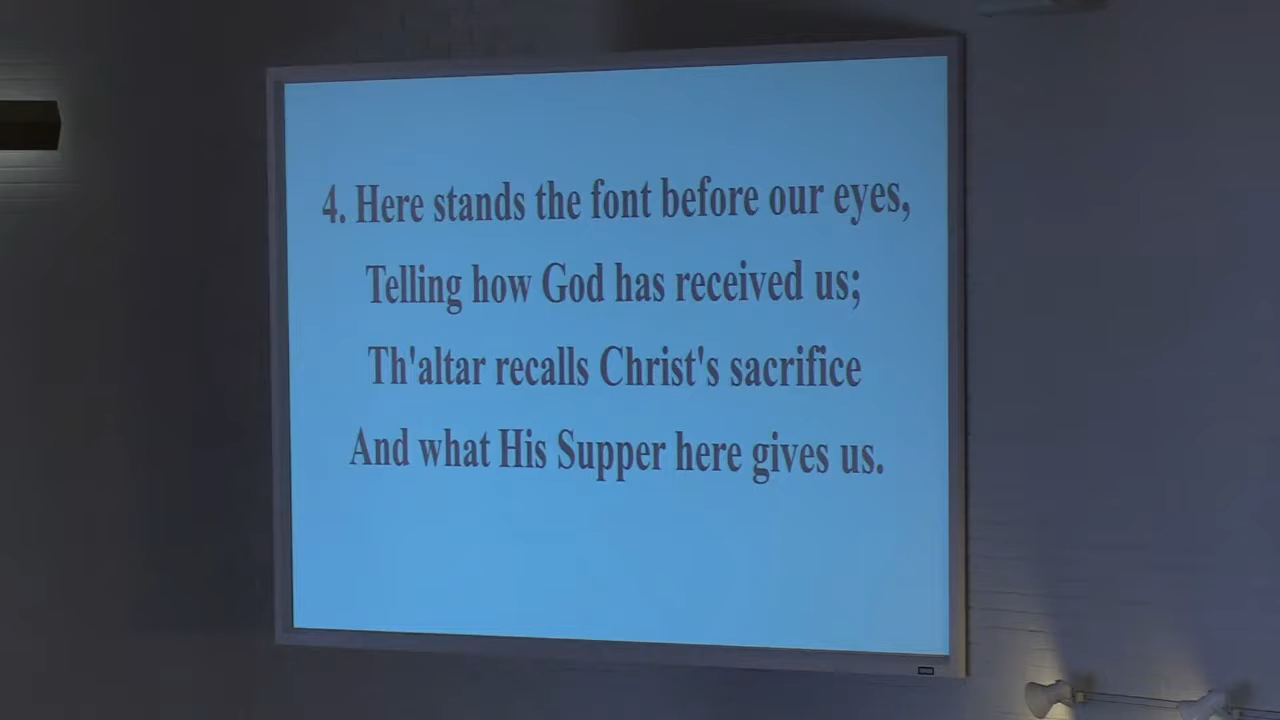 4. Here stands the font before our eyes,
Telling how God has received us;
Th'altar recalls Christ's sacrifice
And what His Supper here gives us.